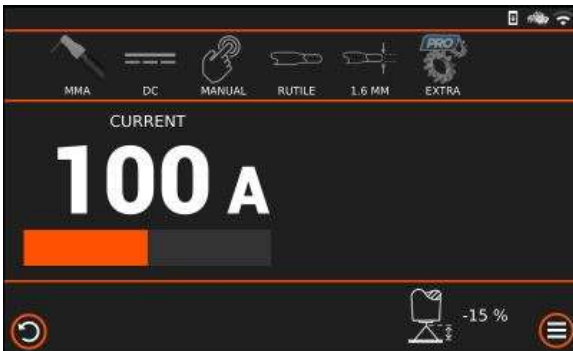 PRO
MMA DC MANUAL RUTILE 1.6 MM EXTRA
CURRENT
100 A
-15 %